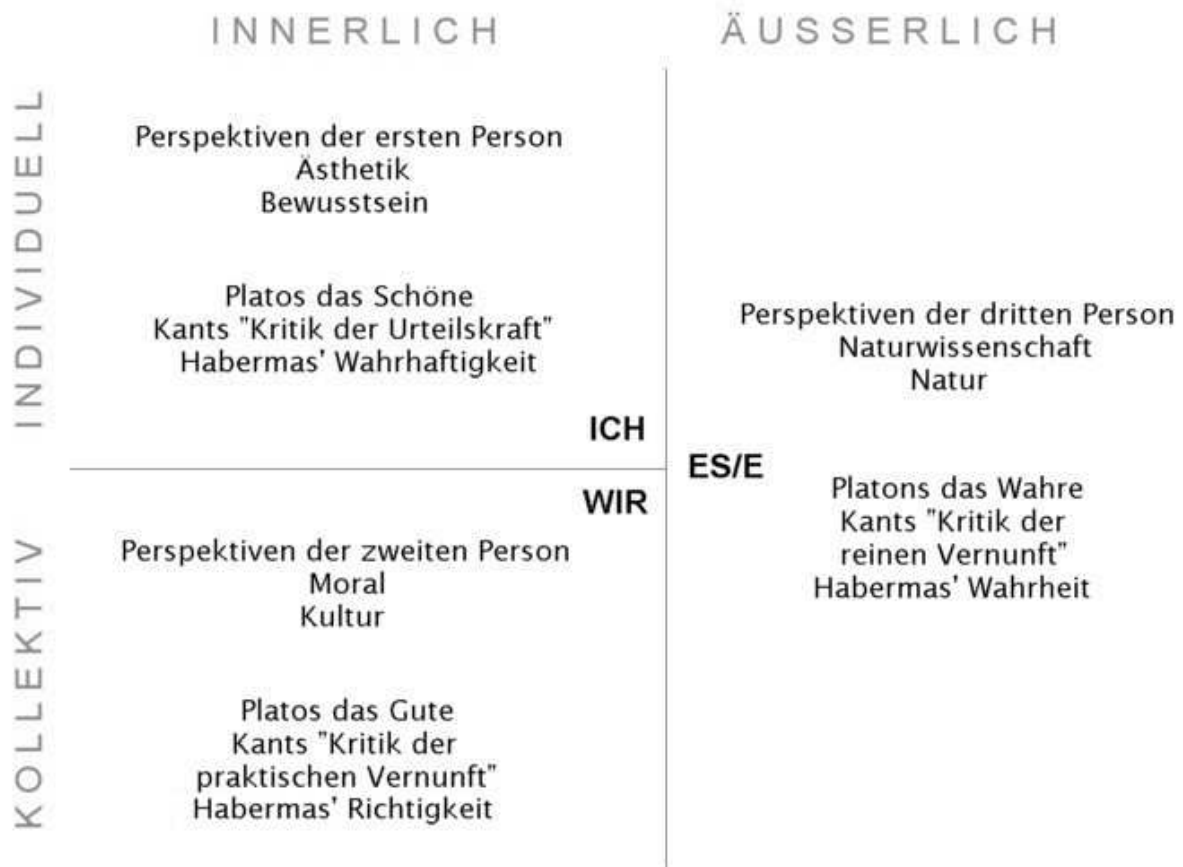 INNERLICH
ÄUSSERLICH
INDIVIDUELL
Perspektiven der ersten Person
Ästhetik
Bewusstsein
Platos das Schöne
Kants "Kritik der Urteilskraft"
Habermas' Wahrhaftigkeit
ICH
KOLLEKTIV
WIR
Perspektiven der zweiten Person
Moral
Kultur
Platos das Gute
Kants "Kritik der
praktischen Vernunft"
Habermas' Richtigkeit
Perspektiven der dritten Person
Naturwissenschaft
Natur
ES/E
Platons das Wahre
Kants "Kritik der
reinen Vernunft"
Habermas' Wahrheit